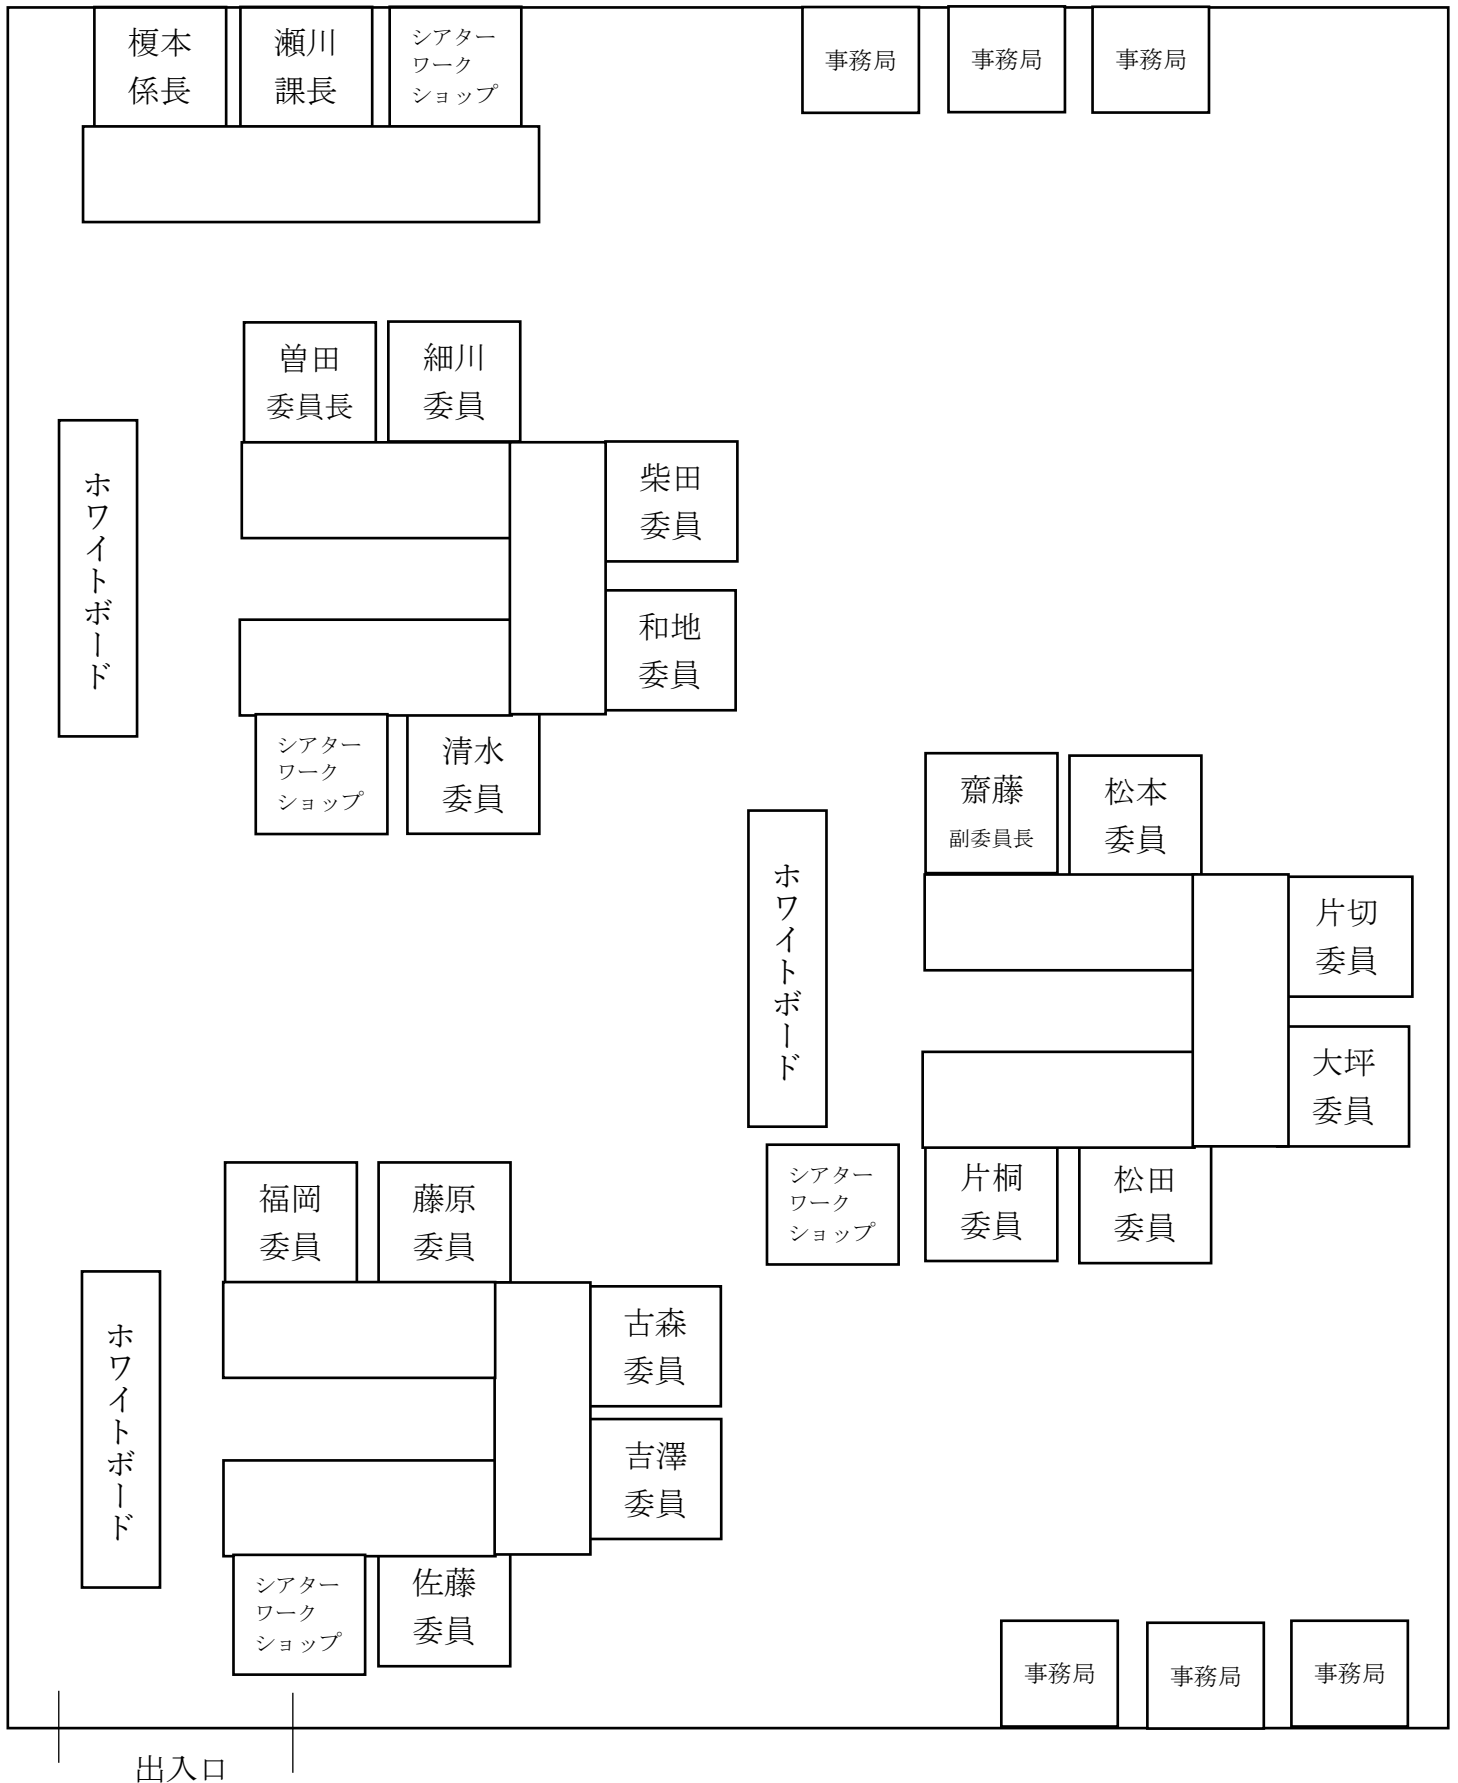 榎本
係長
瀬川
課長
シアター
ワーク
ショップ
事務局
事務局
事務局
曽田
委員長
細川
委員
ホワイトボード
柴田
委員
和地
委員
シアター
ワーク
ショップ
清水
委員
齋藤
副委員長
松本
委員
ホワイトボード
片切
委員
大坪
委員
シアター
ワーク
ショップ
片桐
委員
松田
委員
福岡
委員
藤原
委員
ホワイトボード
古森
委員
吉澤
委員
シアター
ワーク
ショップ
佐藤
委員
事務局
事務局
事務局
出入口